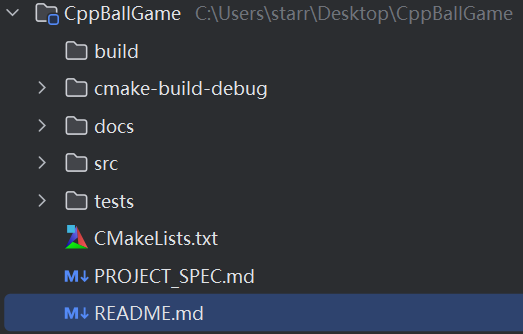 CppBallGame C:\Users\starr\Desktop\CppBallGame
build
cmake-build-debug
docs
src
tests
CMakeLists.txt
M↓ PROJECT_SPEC.md
M↓ README.md